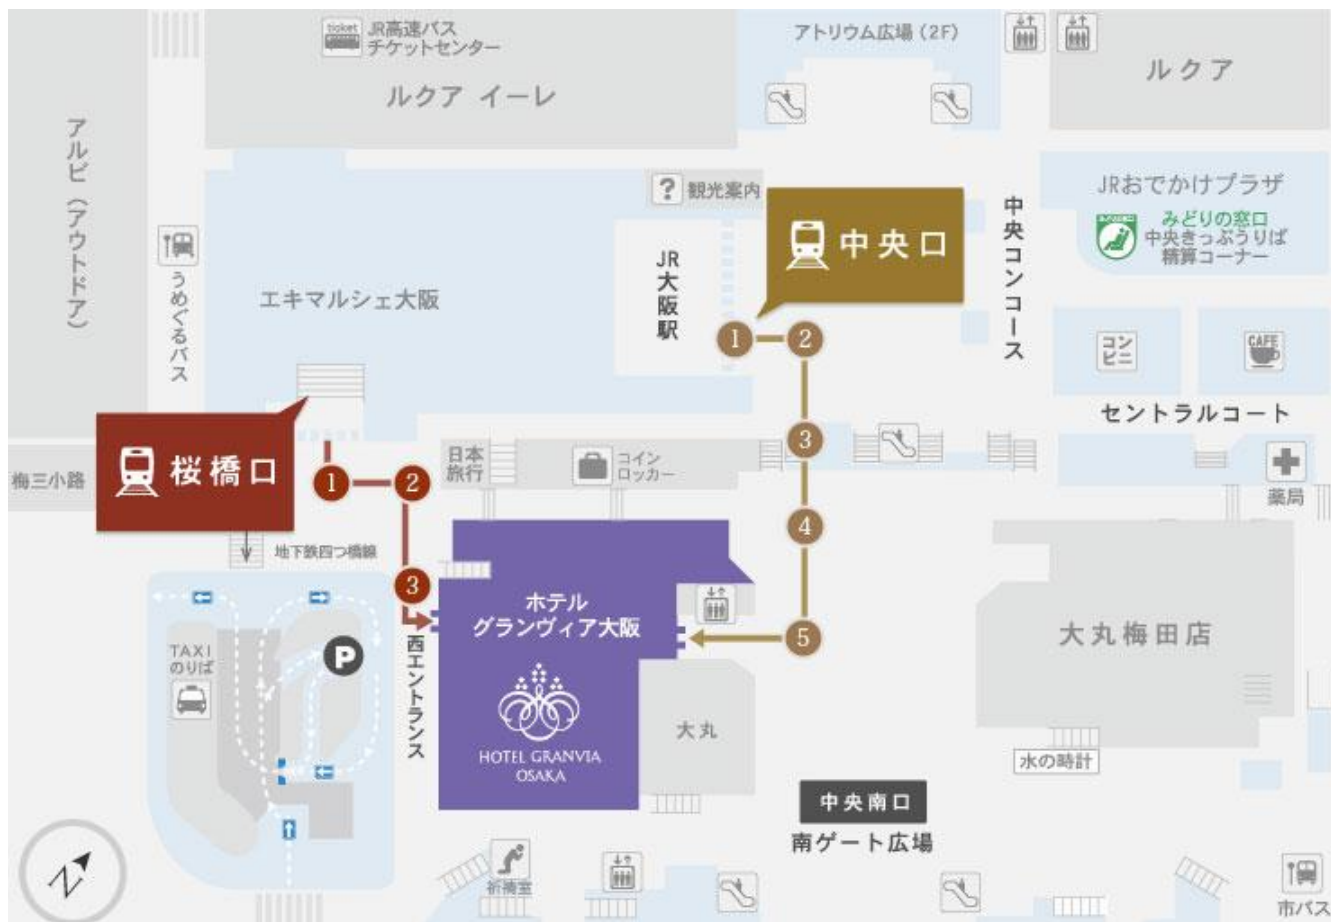 ticket
JR高速バス
チケットセンター
ルクア イーレ
アトリウム広場（2F）
ルクア
アルビ（アウトドア）
うめぐるバス
エキマルシェ大阪
?
観光案内
JR大阪駅
中央口
中央コンコース
JRおでかけプラザ
みどりの窓口
中央きっぷうりば
精算コーナー
1
2
3
4
5
コン
ビニ
CAFE
セントラルコート
薬局
梅三小路
桜橋口
1
2
3
日本
旅行
コイン
ロッカー
地下鉄四つ橋線
TAXI
のりば
P
西エントランス
ホテル
グランヴィア大阪
HOTEL GRANVIA
OSAKA
大丸
大丸梅田店
水の時計
中央南口
南ゲート広場
祈祷室
市バス
N